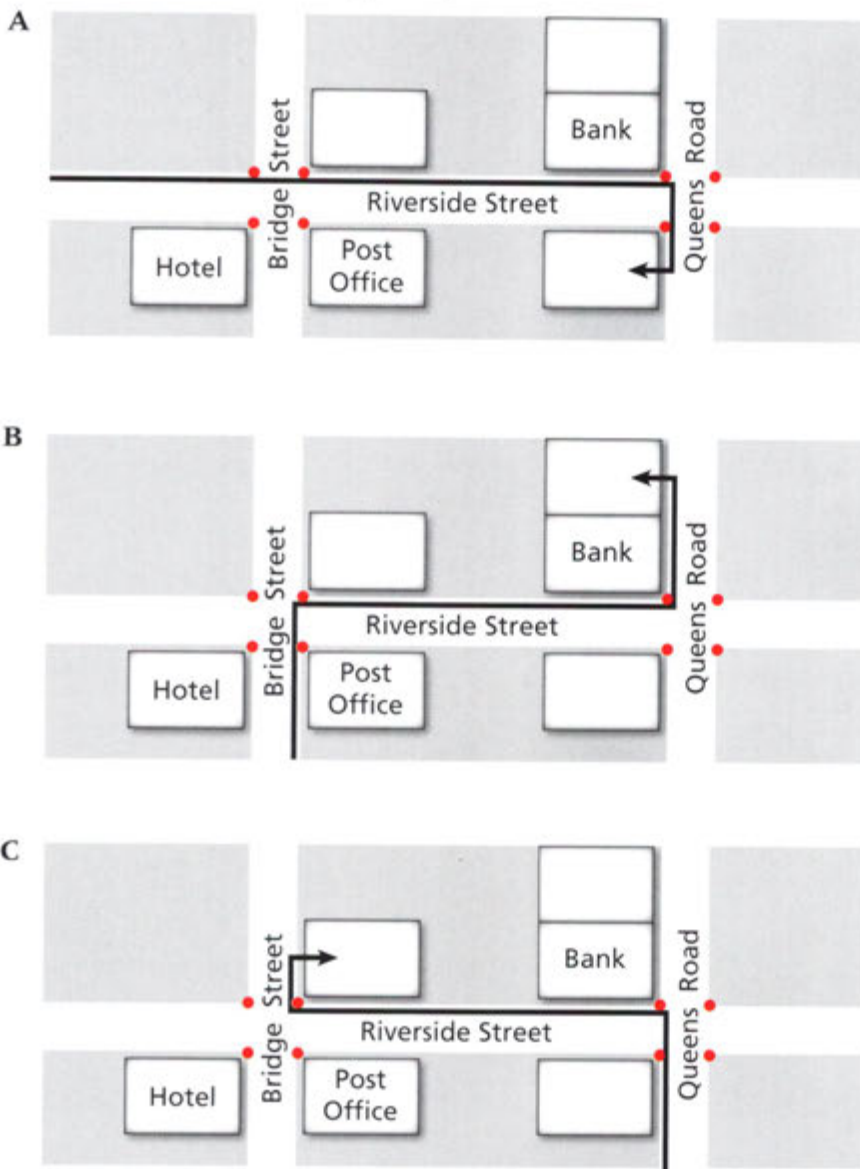 A
Bank
Bridge Street
Riverside Street
Queens Road
Hotel
Post
Office
B
Bank
Bridge Street
Riverside Street
Queens Road
Hotel
Post
Office
C
Bank
Bridge Street
Riverside Street
Queens Road
Hotel
Post
Office